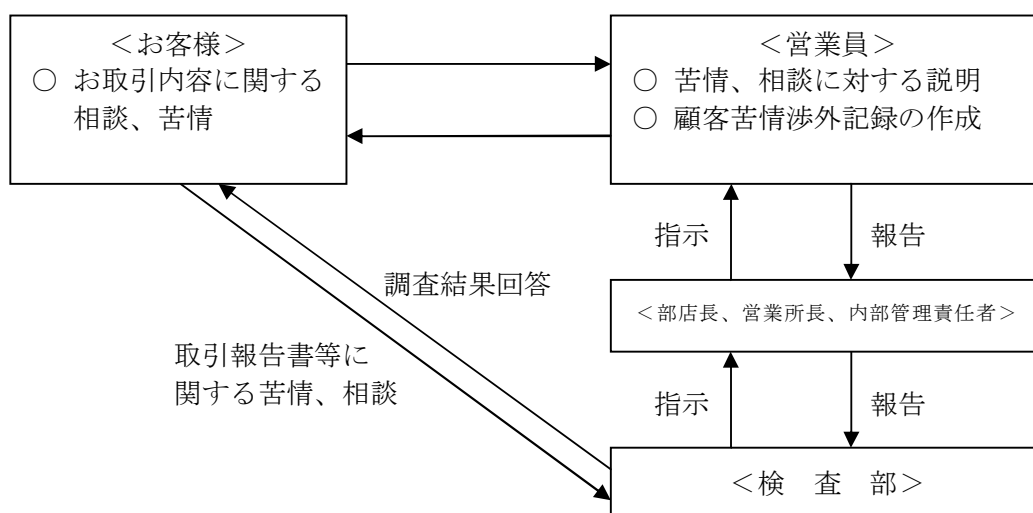 ＜お客様＞
○ お取引内容に関する
相談、苦情
＜営業員＞
○ 苦情、相談に対する説明
○ 顧客苦情渉外記録の作成
指示
報告
調査結果回答
＜部店長、営業所長、内部管理責任者＞
取引報告書等に
関する苦情、相談
指示
報告
＜検　査　部＞